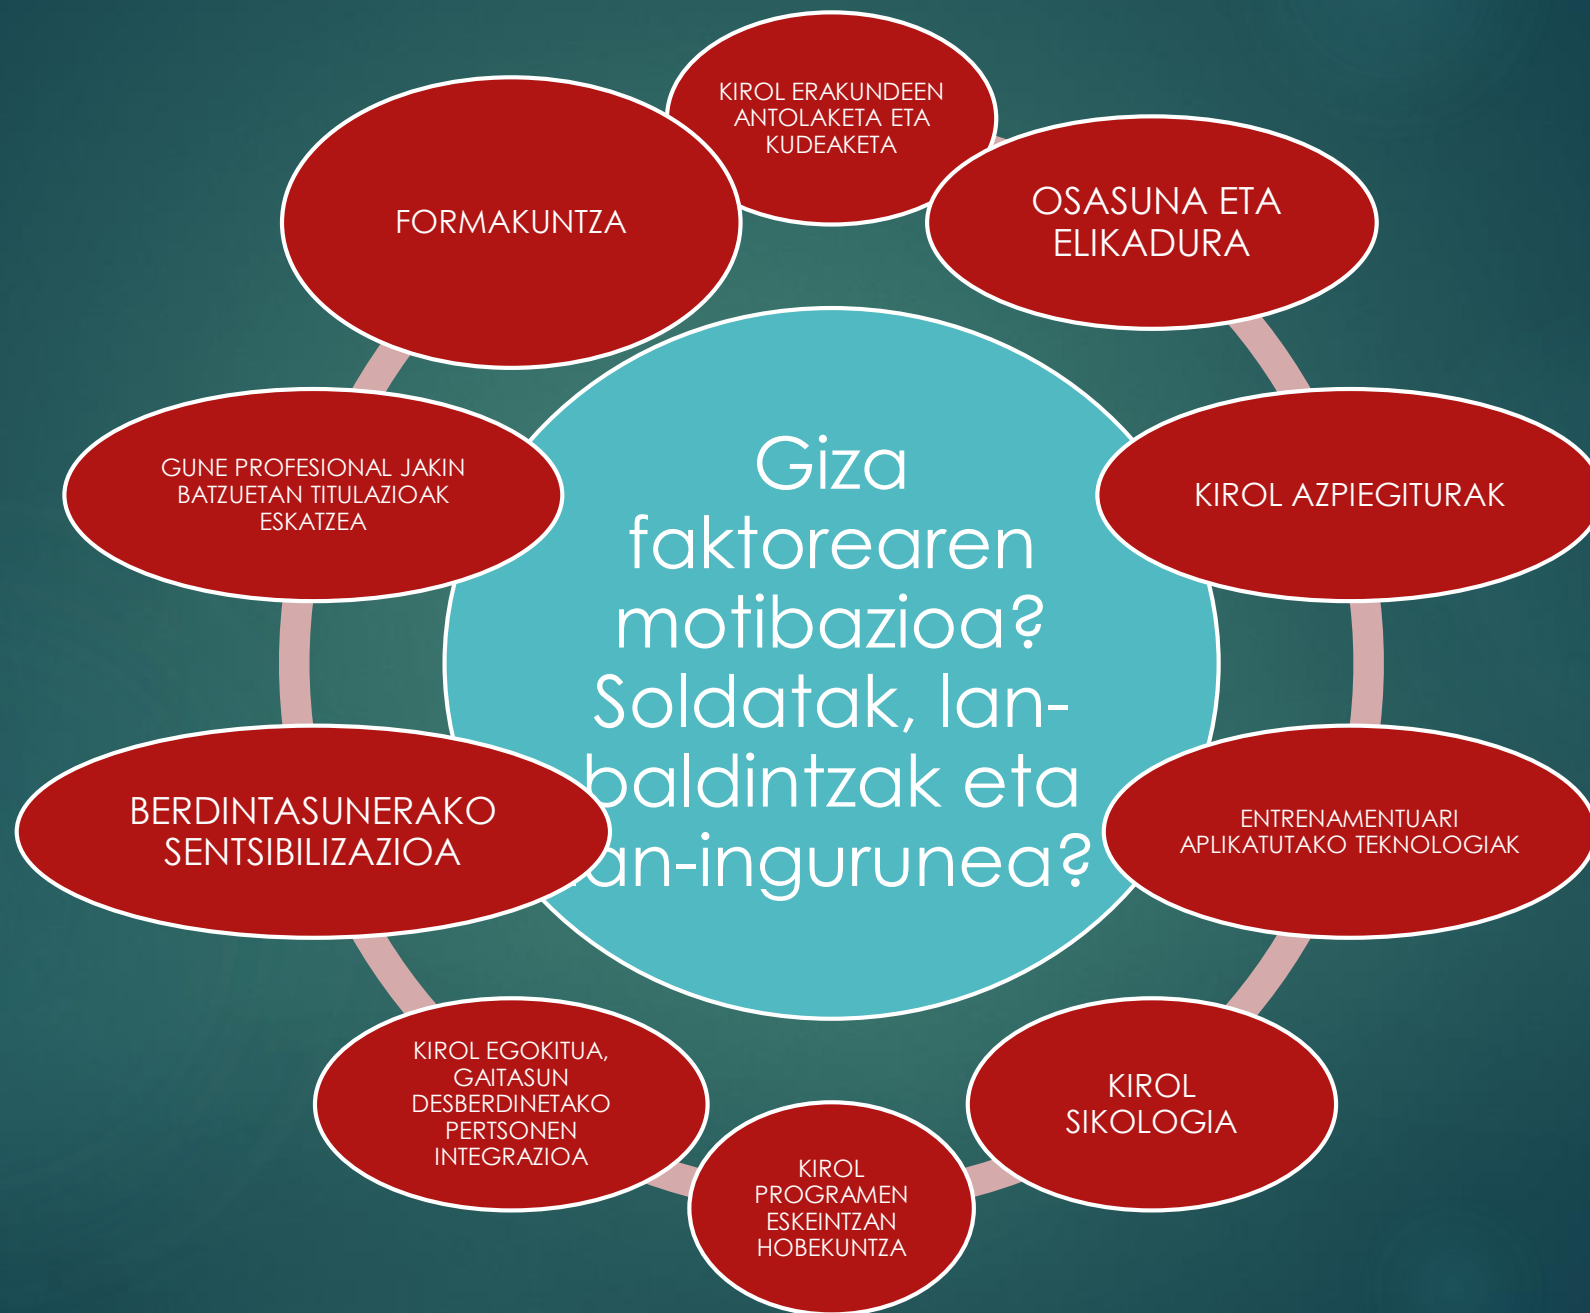 KIROL ERAKUNDEEN
ANTOLAKETA ETA
KUDEAKETA
OSASUNA ETA
ELIKADURA
KIROL AZPIEGITURAK
ENTRENAMENTUARI
APLIKATUTAKO TEKNOLOGIAK
KIROL
SIKOLOGIA
KIROL
PROGRAMEN
ESKEINTZAN
HOBEKUNTZA
KIROL EGOKITUA,
GAITASUN
DESBERDINETAKO
PERTSONEN
INTEGRAZIOA
BERDINTASUNERAKO
SENTSIBILIZAZIOA
GUNE PROFESIONAL JAKIN
BATZUETAN TITULAZIOAK
ESKATZEA
FORMAKUNTZA
Giza
faktorearen
motibazioa?
Soldatak, lan-
baldintzak eta
lan-ingurunea?